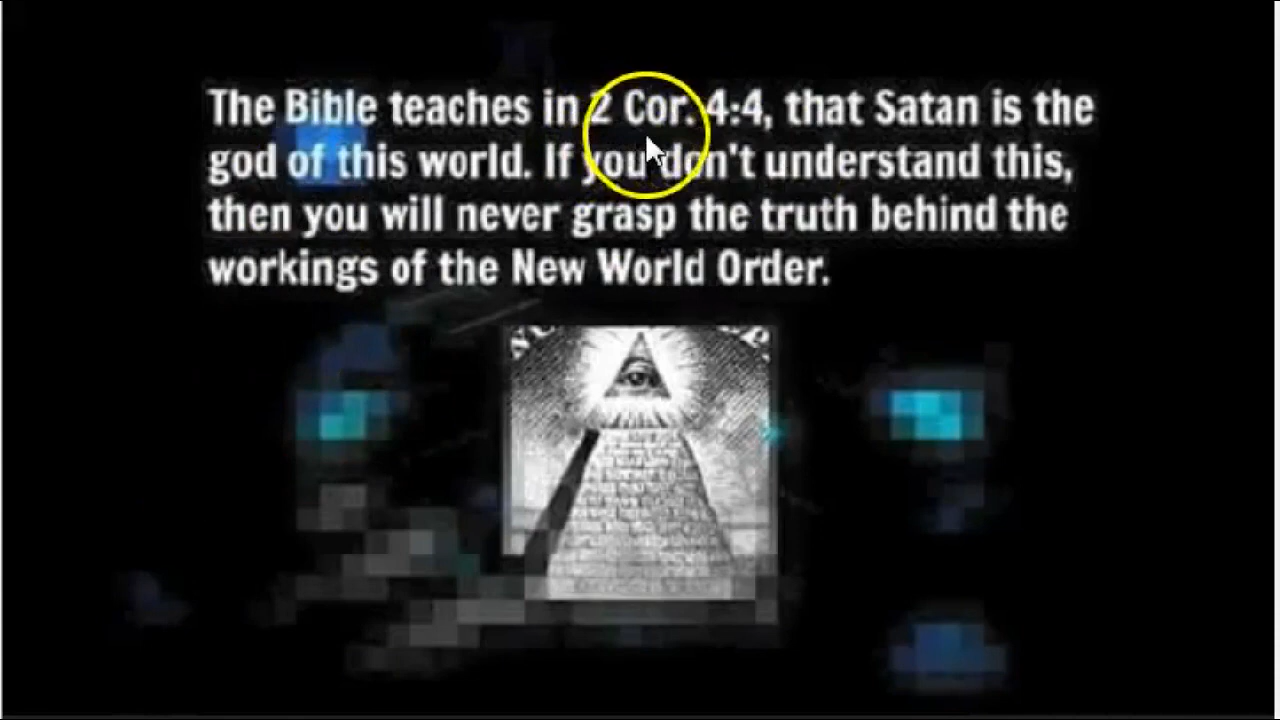 The Bible teaches in 2 Cor. 4:4, that Satan is the
god of this world. If you don't understand this,
then you will never grasp the truth behind the
workings of the New World Order.